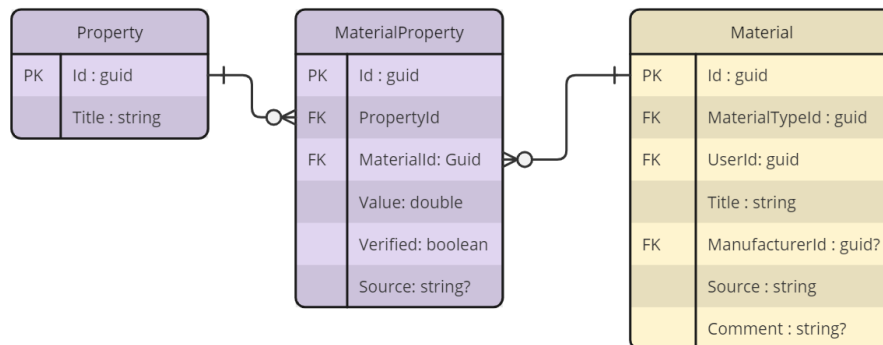 Property
PK Id : guid
Title : string
MaterialProperty
PK Id : guid
FK PropertyId
FK MaterialId: Guid
Value: double
Verified: boolean
Source: string?
Material
PK Id : guid
FK MaterialTypeId : guid
FK UserId: guid
Title : string
FK ManufacturerId : guid?
Source : string
Comment : string?